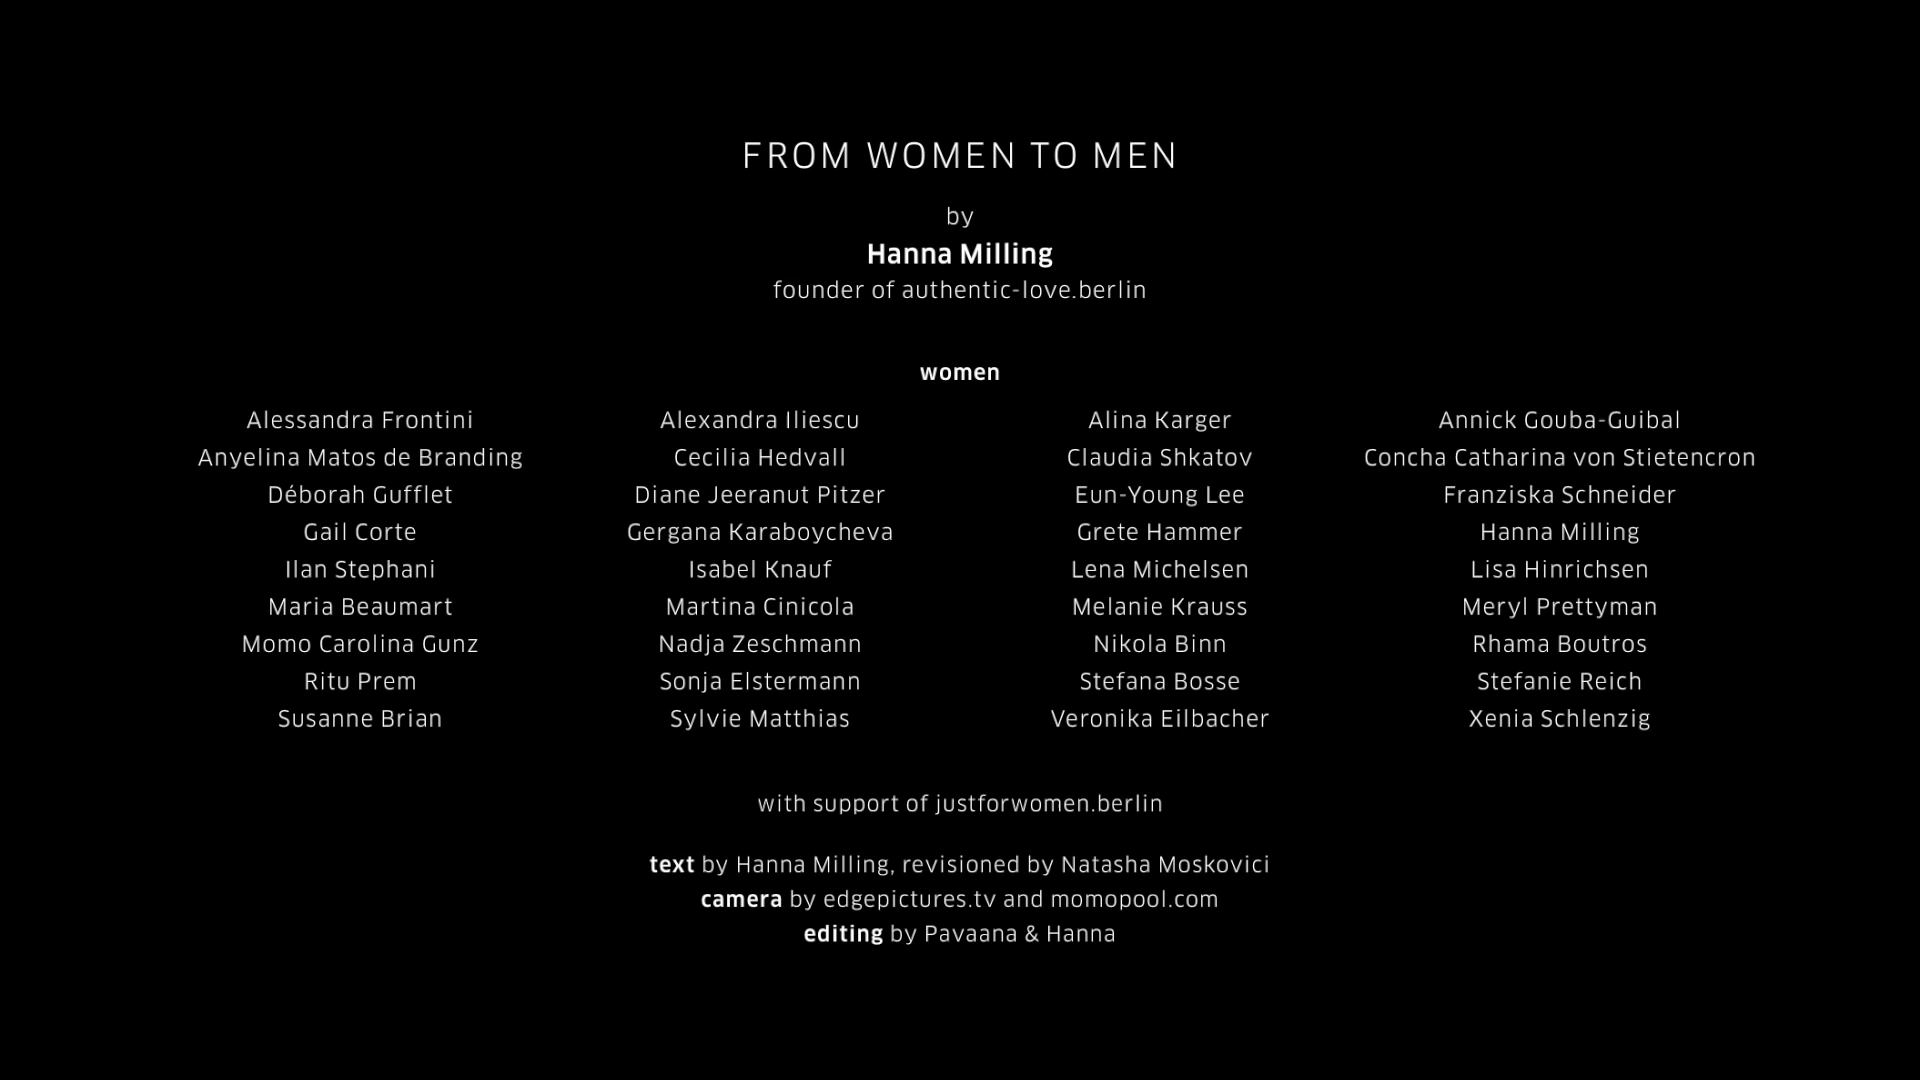 FROM WOMEN TO MEN
by
Hanna Milling
founder of authentic-love.berlin
women
Alessandra Frontini Alexandra Iliescu Alina Karger Annick Gouba-Guibal
Anyelina Matos de Branding Cecilia Hedvall Claudia Shkatov Concha Catharina von Stietencron
Déborah Gufflet Diane Jeeranut Pitzer Eun-Young Lee Franziska Schneider
Gail Corte Gergana Karaboycheva Grete Hammer Hanna Milling
Ilan Stephani Isabel Knauf Lena Michelsen Lisa Hinrichsen
Maria Beaumart Martina Cinicola Melanie Krauss Meryl Prettyman
Momo Carolina Gunz Nadja Zeschmann Nikola Binn Rhama Boutros
Ritu Prem Sonja Elstermann Stefana Bosse Stefanie Reich
Susanne Brian Sylvie Matthias Veronika Eilbacher Xenia Schlenzig
with support of justforwomen.berlin
text by Hanna Milling, revisioned by Natasha Moskovici
camera by edgepictures.tv and momopool.com
editing by Pavaana & Hanna